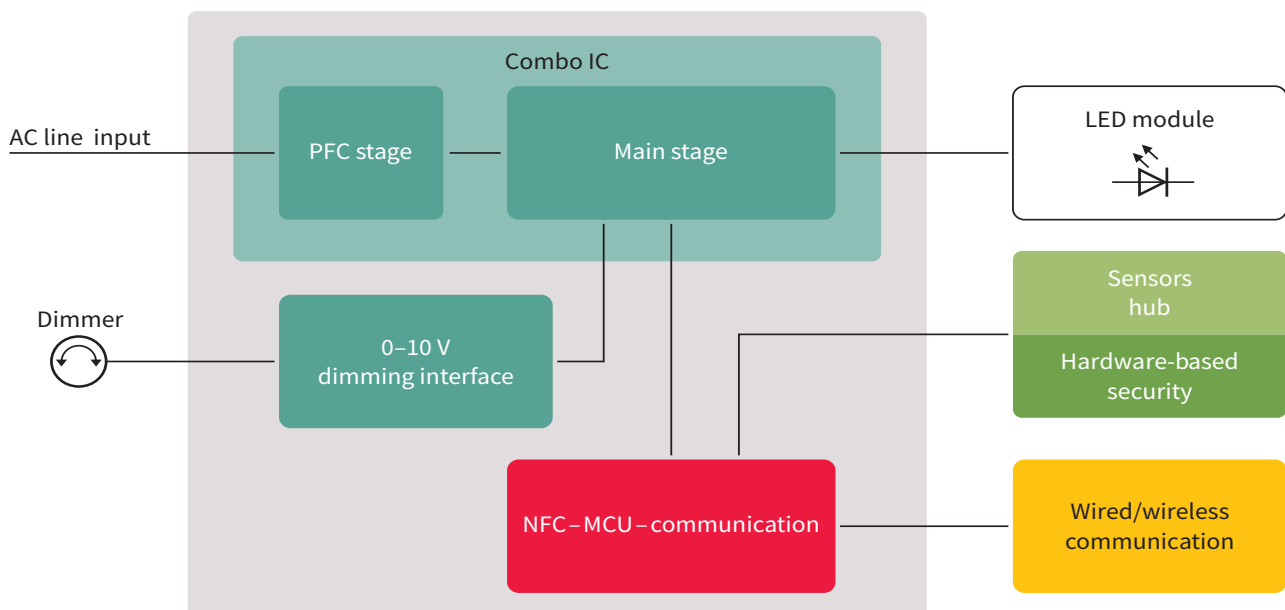 Combo IC
AC line input
PFC stage
Main stage
LED module
Sensors
hub
Dimmer
0–10 V
dimming interface
Hardware-based
security
NFC–MCU–communication
Wired/wireless
communication